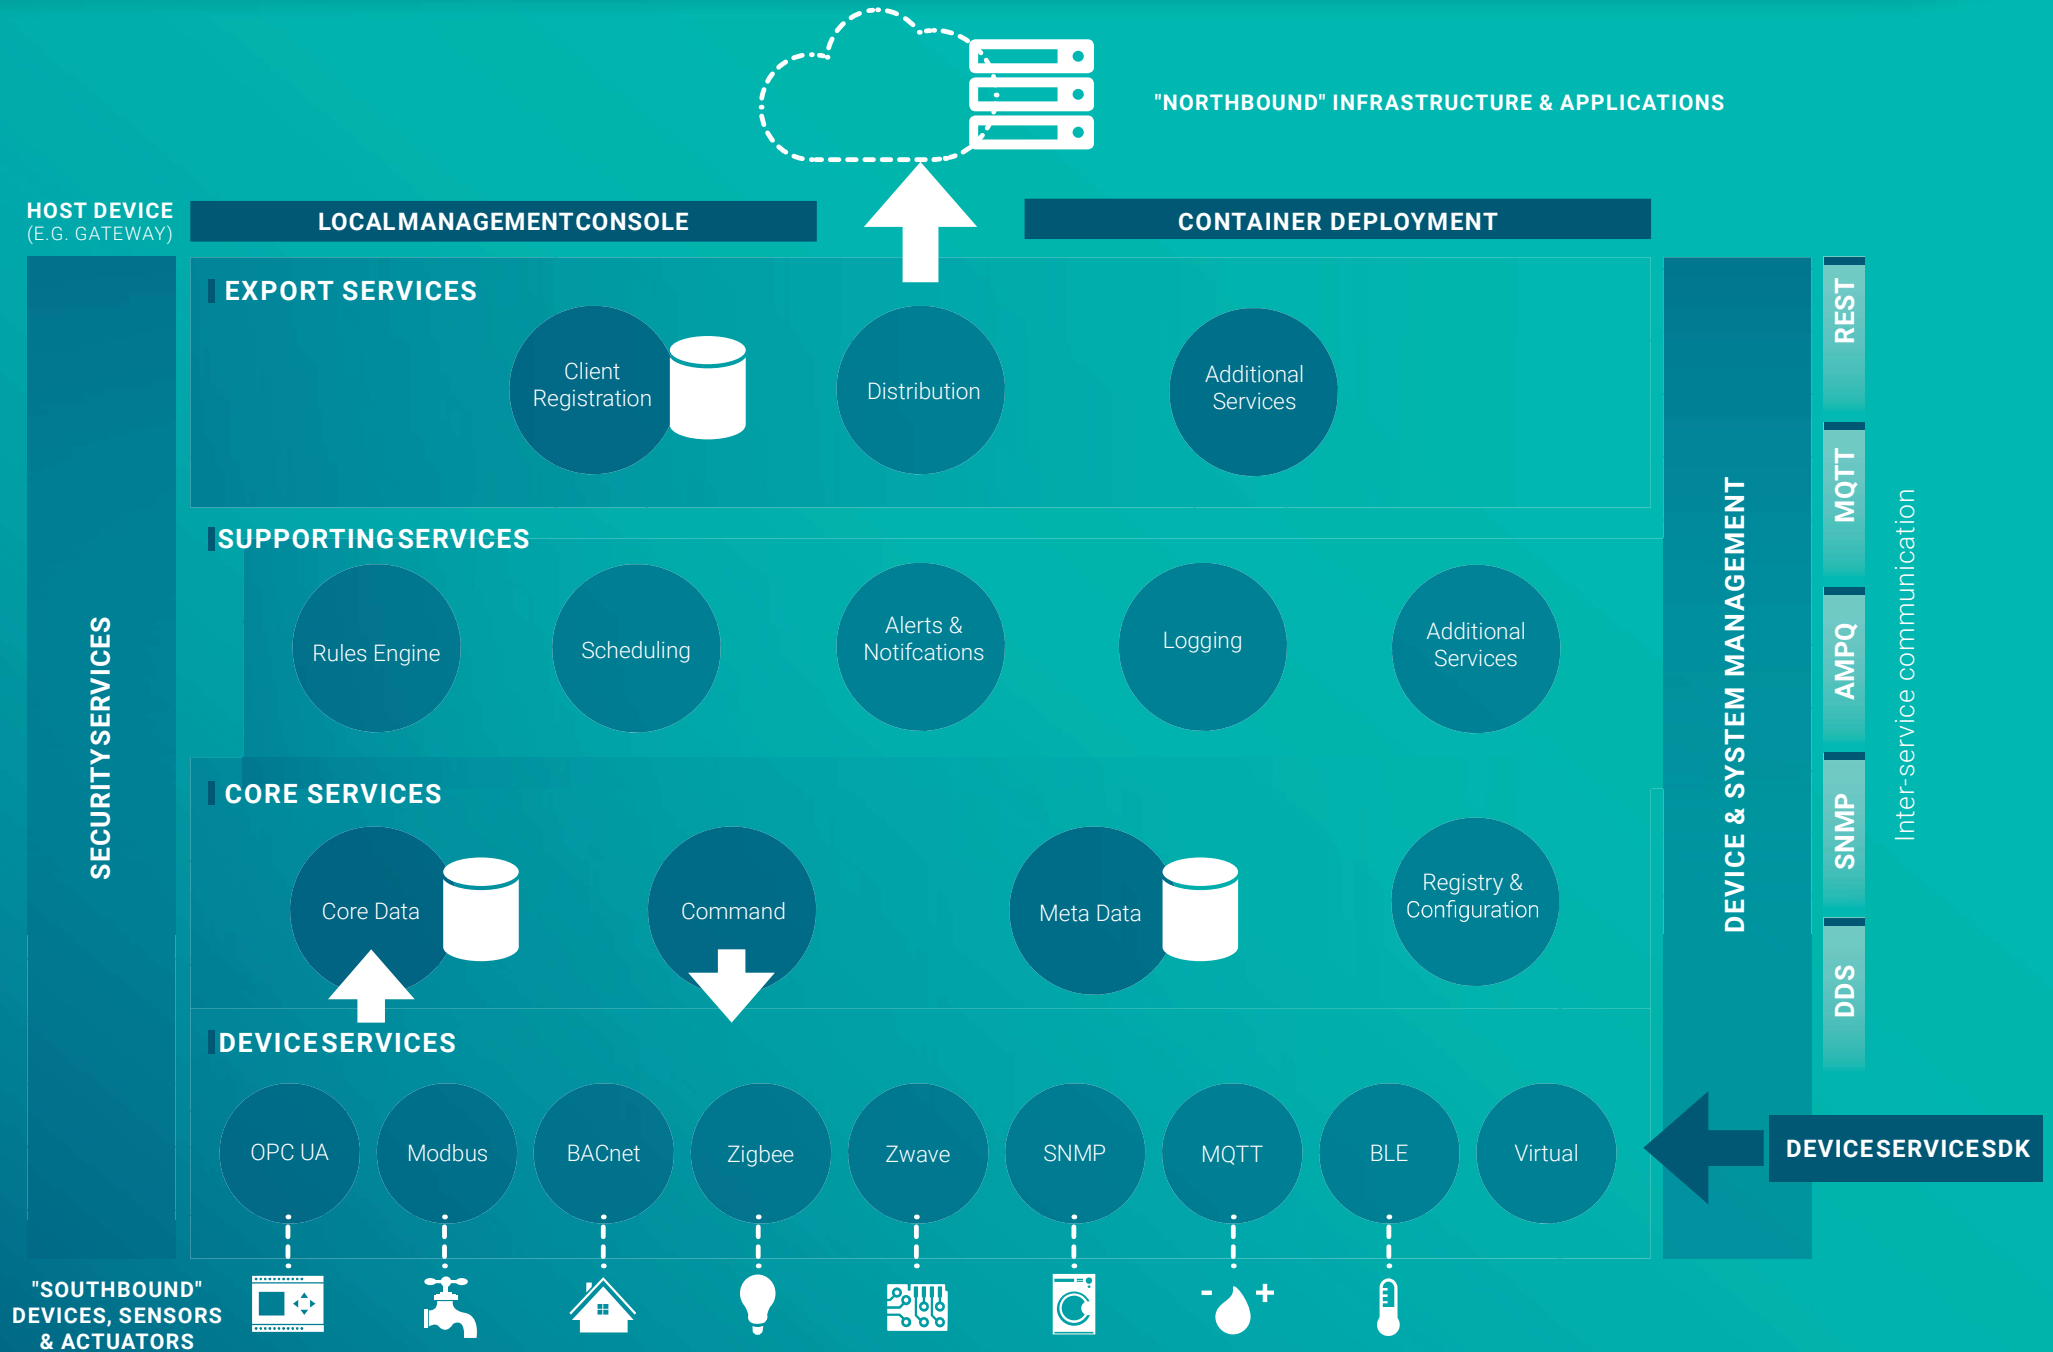 "NORTHBOUND" INFRASTRUCTURE & APPLICATIONS
HOST DEVICE
(E.G. GATEWAY)
LOCALMANAGEMENTCONSOLE
CONTAINER DEPLOYMENT
EXPORT SERVICES
Client
Registration
Distribution
Additional
Services
SUPPORTINGSERVICES
Rules Engine
Scheduling
Alerts &
Notifcations
Logging
Additional
Services
CORE SERVICES
Core Data
Command
Meta Data
Registry &
Configuration
DEVICESERVICES
OPC UA
Modbus
BACnet
Zigbee
Zwave
SNMP
MQTT
BLE
Virtual
SECURITYSERVICES
DEVICE & SYSTEM MANAGEMENT
REST
MQTT
AMPQ
SNMP
DDS
Inter-service communication
DEVICESERVICESDK
"SOUTHBOUND"
DEVICES, SENSORS
& ACTUATORS